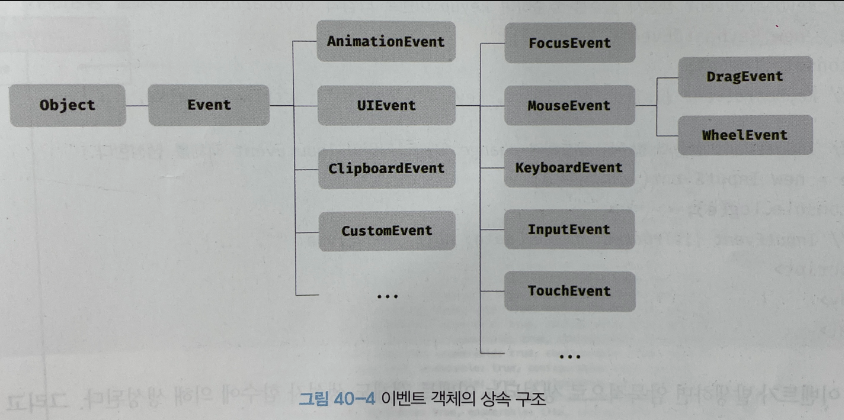 Object
Event
AnimationEvent
UIEvent
ClipboardEvent
CustomEvent
...
FocusEvent
MouseEvent
KeyboardEvent
InputEvent
TouchEvent
...
DragEvent
WheelEvent
그림 40-4 이벤트 객체의 상속 구조